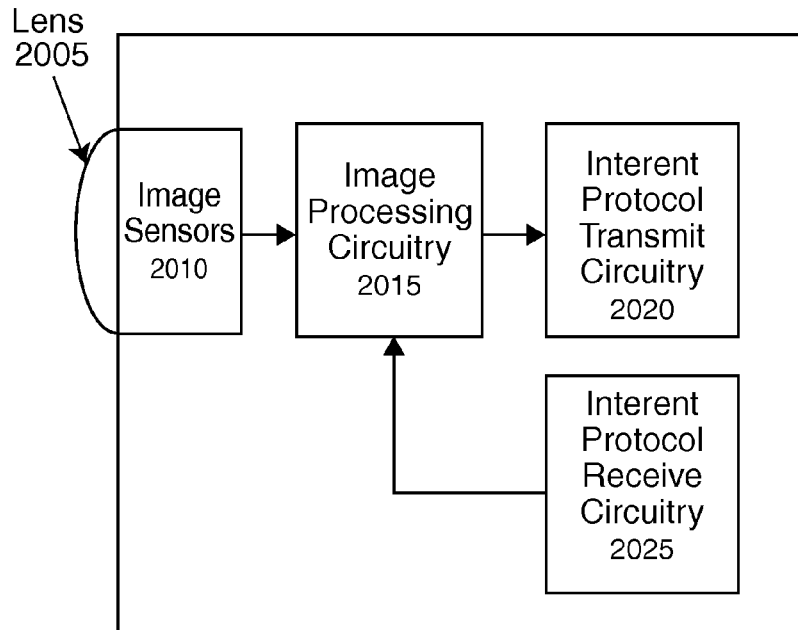 Lens
2005
Image
Sensors
2010
Image
Processing
Circuitry
2015
Interent
Protocol
Transmit
Circuitry
2020
Interent
Protocol
Receive
Circuitry
2025